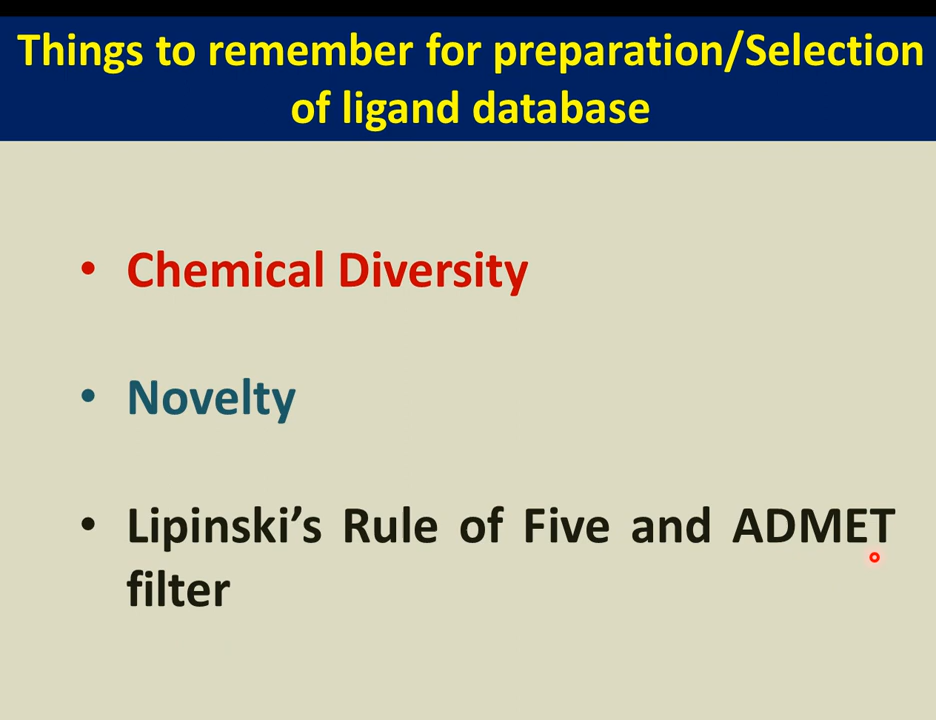 Things to remember for preparation/Selection
of ligand database
• Chemical Diversity
• Novelty
• Lipinski’s Rule of Five and ADMET
filter